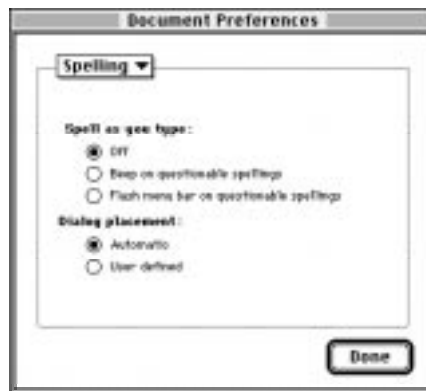 Document Preferences
Spelling
Spell as you type:
Off
Beep on questionable spellings
Flash menu bar on questionable spellings
Dialog placement:
Automatic
User defined
Done